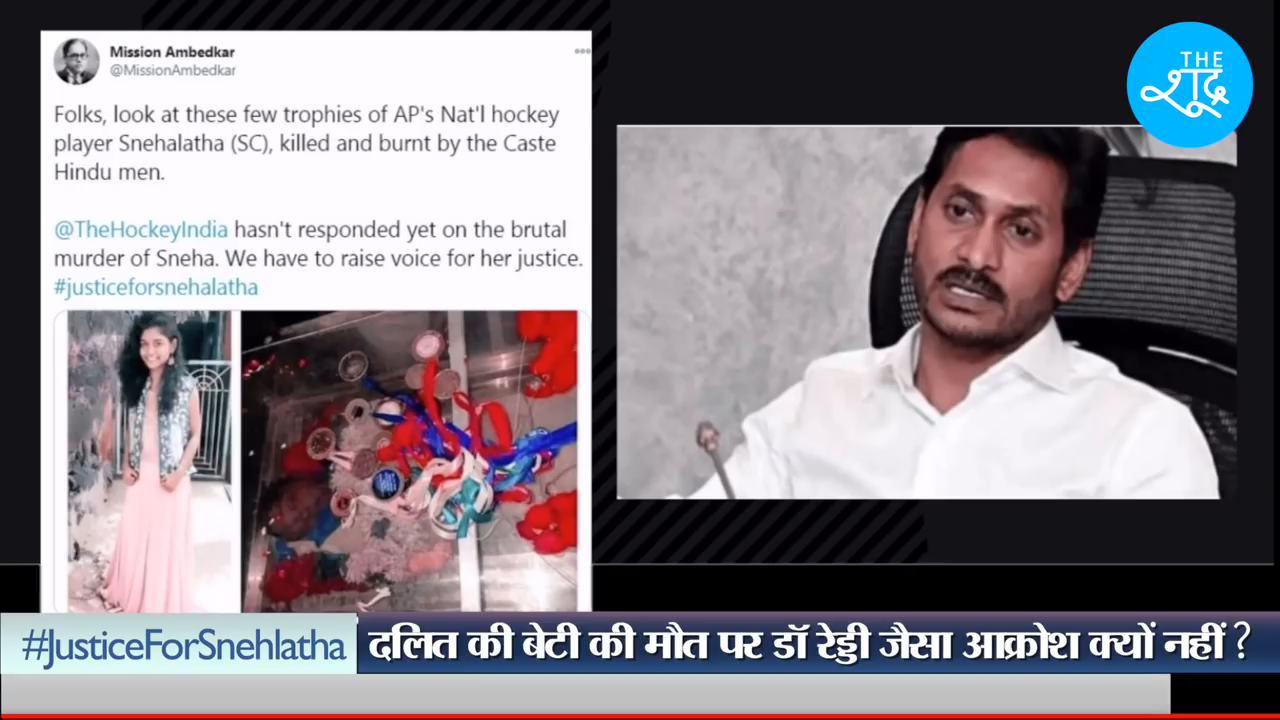 Mission Ambedkar
@MissionAmbedkar
Folks, look at these few trophies of AP's Nat'l hockey
player Snehalatha (SC), killed and burnt by the Caste
Hindu men.
@TheHockeyIndia hasn't responded yet on the brutal
murder of Sneha. We have to raise voice for her justice.
#justiceforsnehalatha
THE
शूद्र
#JusticeForSnehlatha
दलित की बेटी की मौत पर डॉ रेड्डी जैसा आक्रोश क्यों नहीं ?